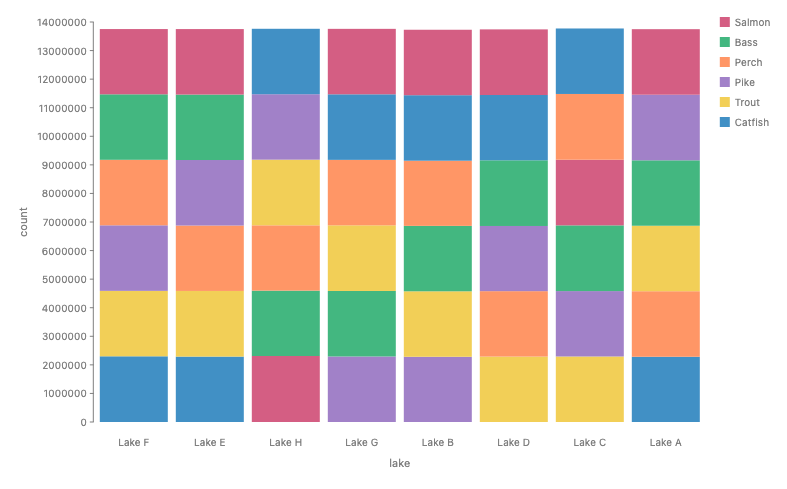 14000000
13000000
12000000
11000000
10000000
9000000
8000000
7000000
6000000
5000000
4000000
3000000
2000000
1000000
0
count
Lake F Lake E Lake H Lake G Lake B Lake D Lake C Lake A
lake
Salmon
Bass
Perch
Pike
Trout
Catfish